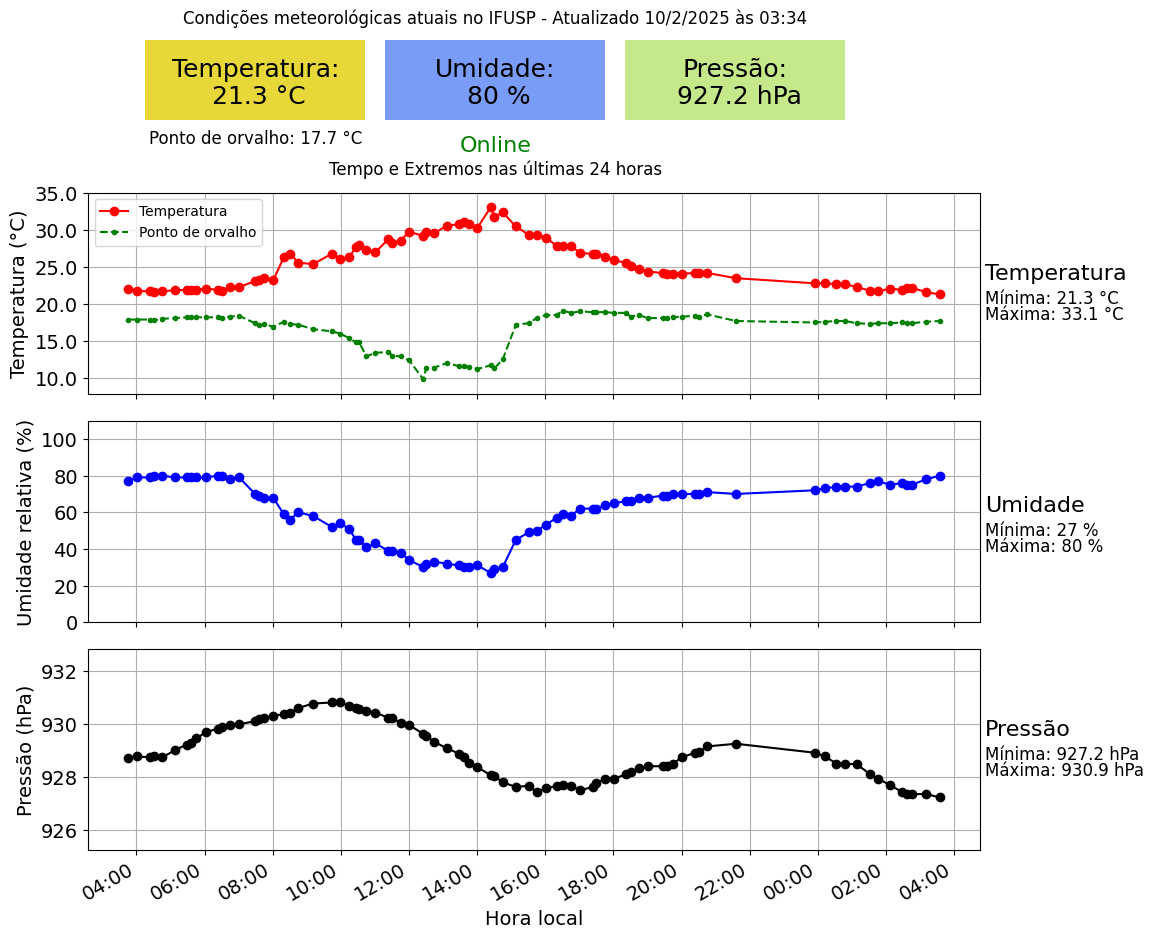 Condições meteorológicas atuais no IFUSP - Atualizado 10/2/2025 às 03:34
Temperatura:
21.3 °C
Umidade:
80 %
Pressão:
927.2 hPa
Ponto de orvalho: 17.7 °C
Online
Tempo e Extremos nas últimas 24 horas
Temperatura (°C)
35.0
30.0
25.0
20.0
15.0
10.0
Temperatura
Ponto de orvalho
Temperatura
Mínima: 21.3 °C
Máxima: 33.1 °C
Umidade relativa (%)
100
80
60
40
20
0
Umidade
Mínima: 27 %
Máxima: 80 %
Pressão (hPa)
932
930
928
926
Pressão
Mínima: 927.2 hPa
Máxima: 930.9 hPa
04:00 06:00 08:00 10:00 12:00 14:00 16:00 18:00 20:00 22:00 00:00 02:00 04:00
Hora local